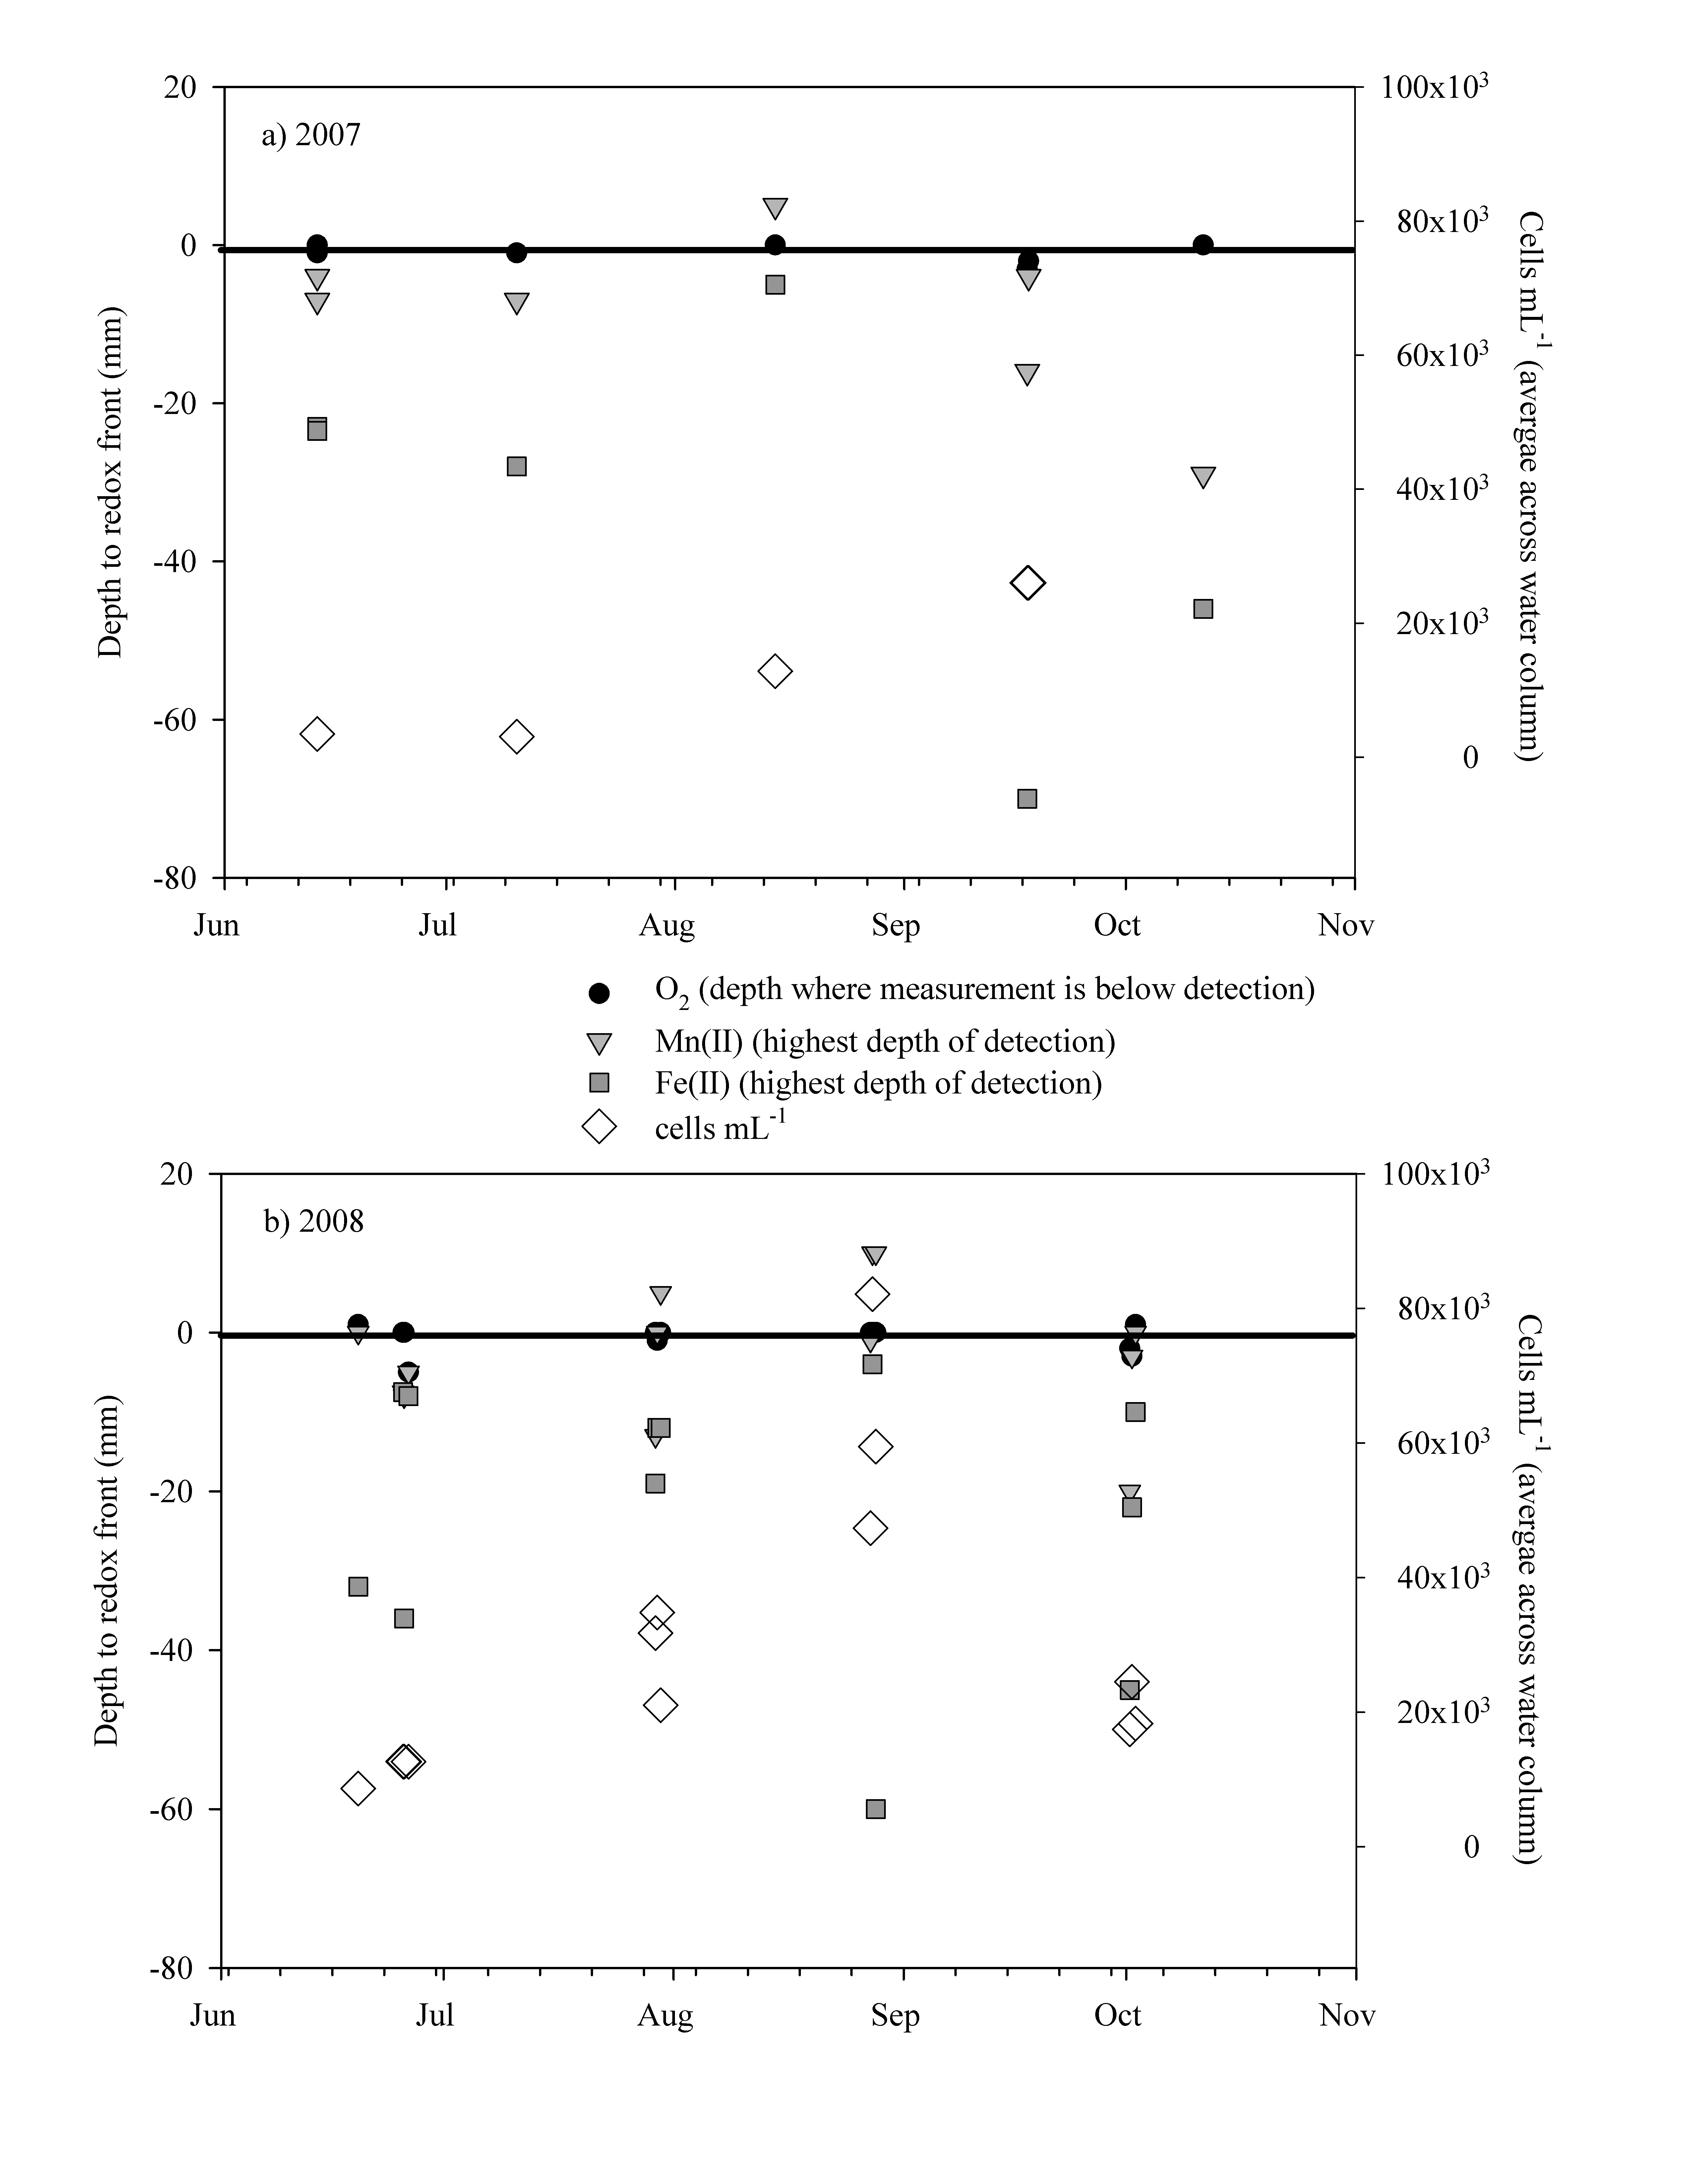 a) 2007
20
0
-20
-40
-60
-80
Depth to redox front (mm)
100x10³
80x10³
60x10³
40x10³
20x10³
0
Cells mL⁻¹ (avergae across water column)
Jun Jul Aug Sep Oct Nov
O₂ (depth where measurement is below detection)
Mn(II) (highest depth of detection)
Fe(II) (highest depth of detection)
cells mL⁻¹
b) 2008
20
0
-20
-40
-60
-80
Depth to redox front (mm)
100x10³
80x10³
60x10³
40x10³
20x10³
0
Cells mL⁻¹ (avergae across water column)
Jun Jul Aug Sep Oct Nov